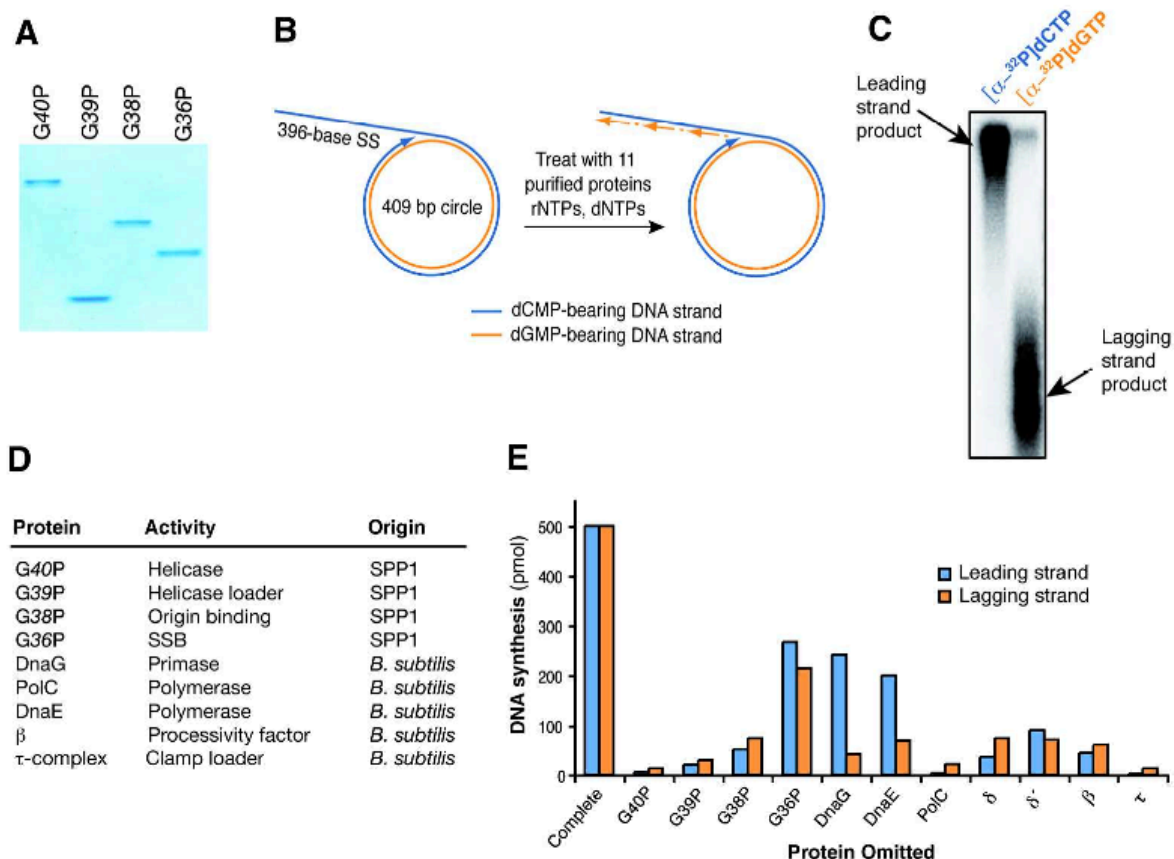 A
G40P
G39P
G38P
G36P
B
396-base SS
409 bp circle
Treat with 11
purified proteins
rNTPs, dNTPs
dCMP-bearing DNA strand
dGMP-bearing DNA strand
C
[α–³²P]dCTP
[α–³²P]dGTP
Leading
strand
product
Lagging
strand
product
D
Protein Activity Origin
G40P Helicase SPP1
G39P Helicase loader SPP1
G38P Origin binding SPP1
G36P SSB SPP1
DnaG Primase B. subtilis
PolC Polymerase B. subtilis
DnaE Polymerase B. subtilis
β Processivity factor B. subtilis
τ-complex Clamp loader B. subtilis
E
DNA synthesis (pmol)
500
400
300
200
100
0
Leading strand
Lagging strand
Complete
G40P
G39P
G38P
G36P
DnaG
DnaE
PolC
δ
δ'
β
τ
Protein Omitted